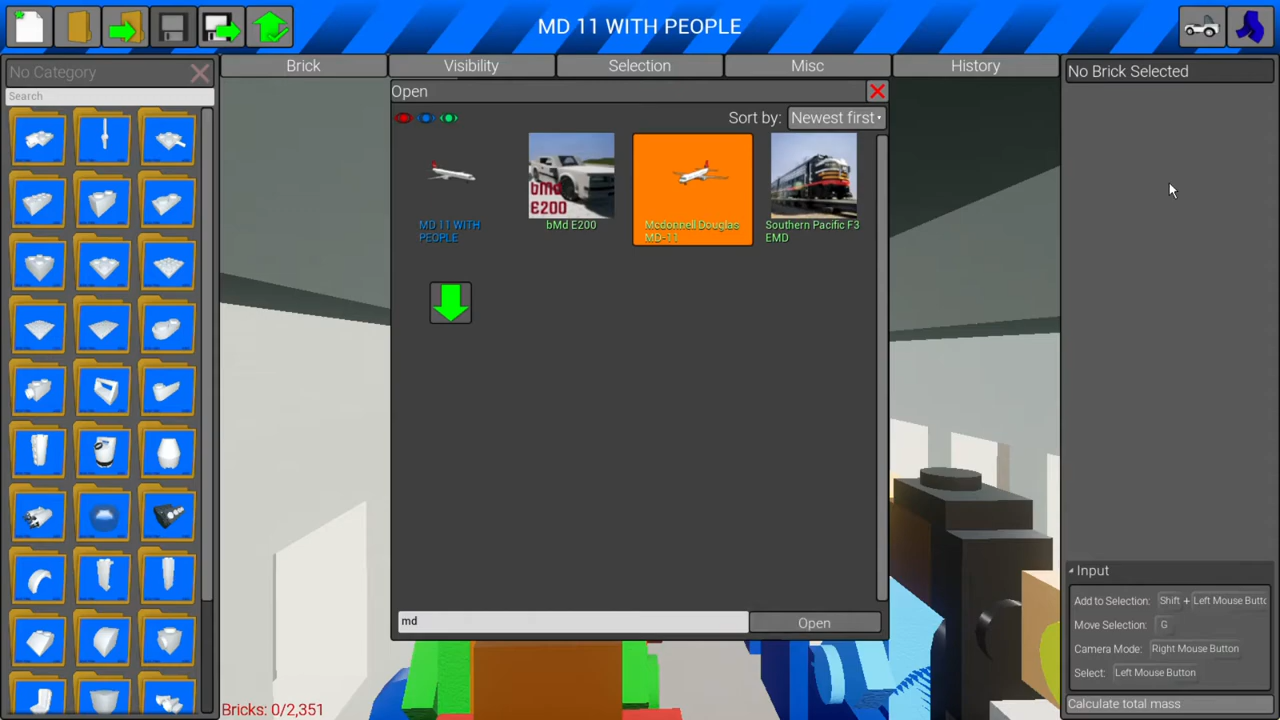 MD 11 WITH PEOPLE
No Category
Search
Brick
Visibility
Selection
Misc
History
No Brick Selected
Open
Sort by:
Newest first
MD 11 WITH
PEOPLE
bMd
E200
bMd E200
Mcdonnell Douglas
MD-11
Southern Pacific F3
EMD
md
Open
Bricks: 0/2,351
Input
Add to Selection: Shift + Left Mouse Butto
Move Selection: G
Camera Mode: Right Mouse Button
Select: Left Mouse Button
Calculate total mass